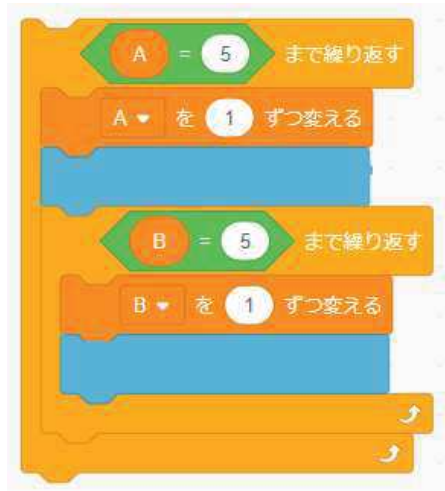 A = 5 まで繰り返す
A を 1 ずつ変える
B = 5 まで繰り返す
B を 1 ずつ変える